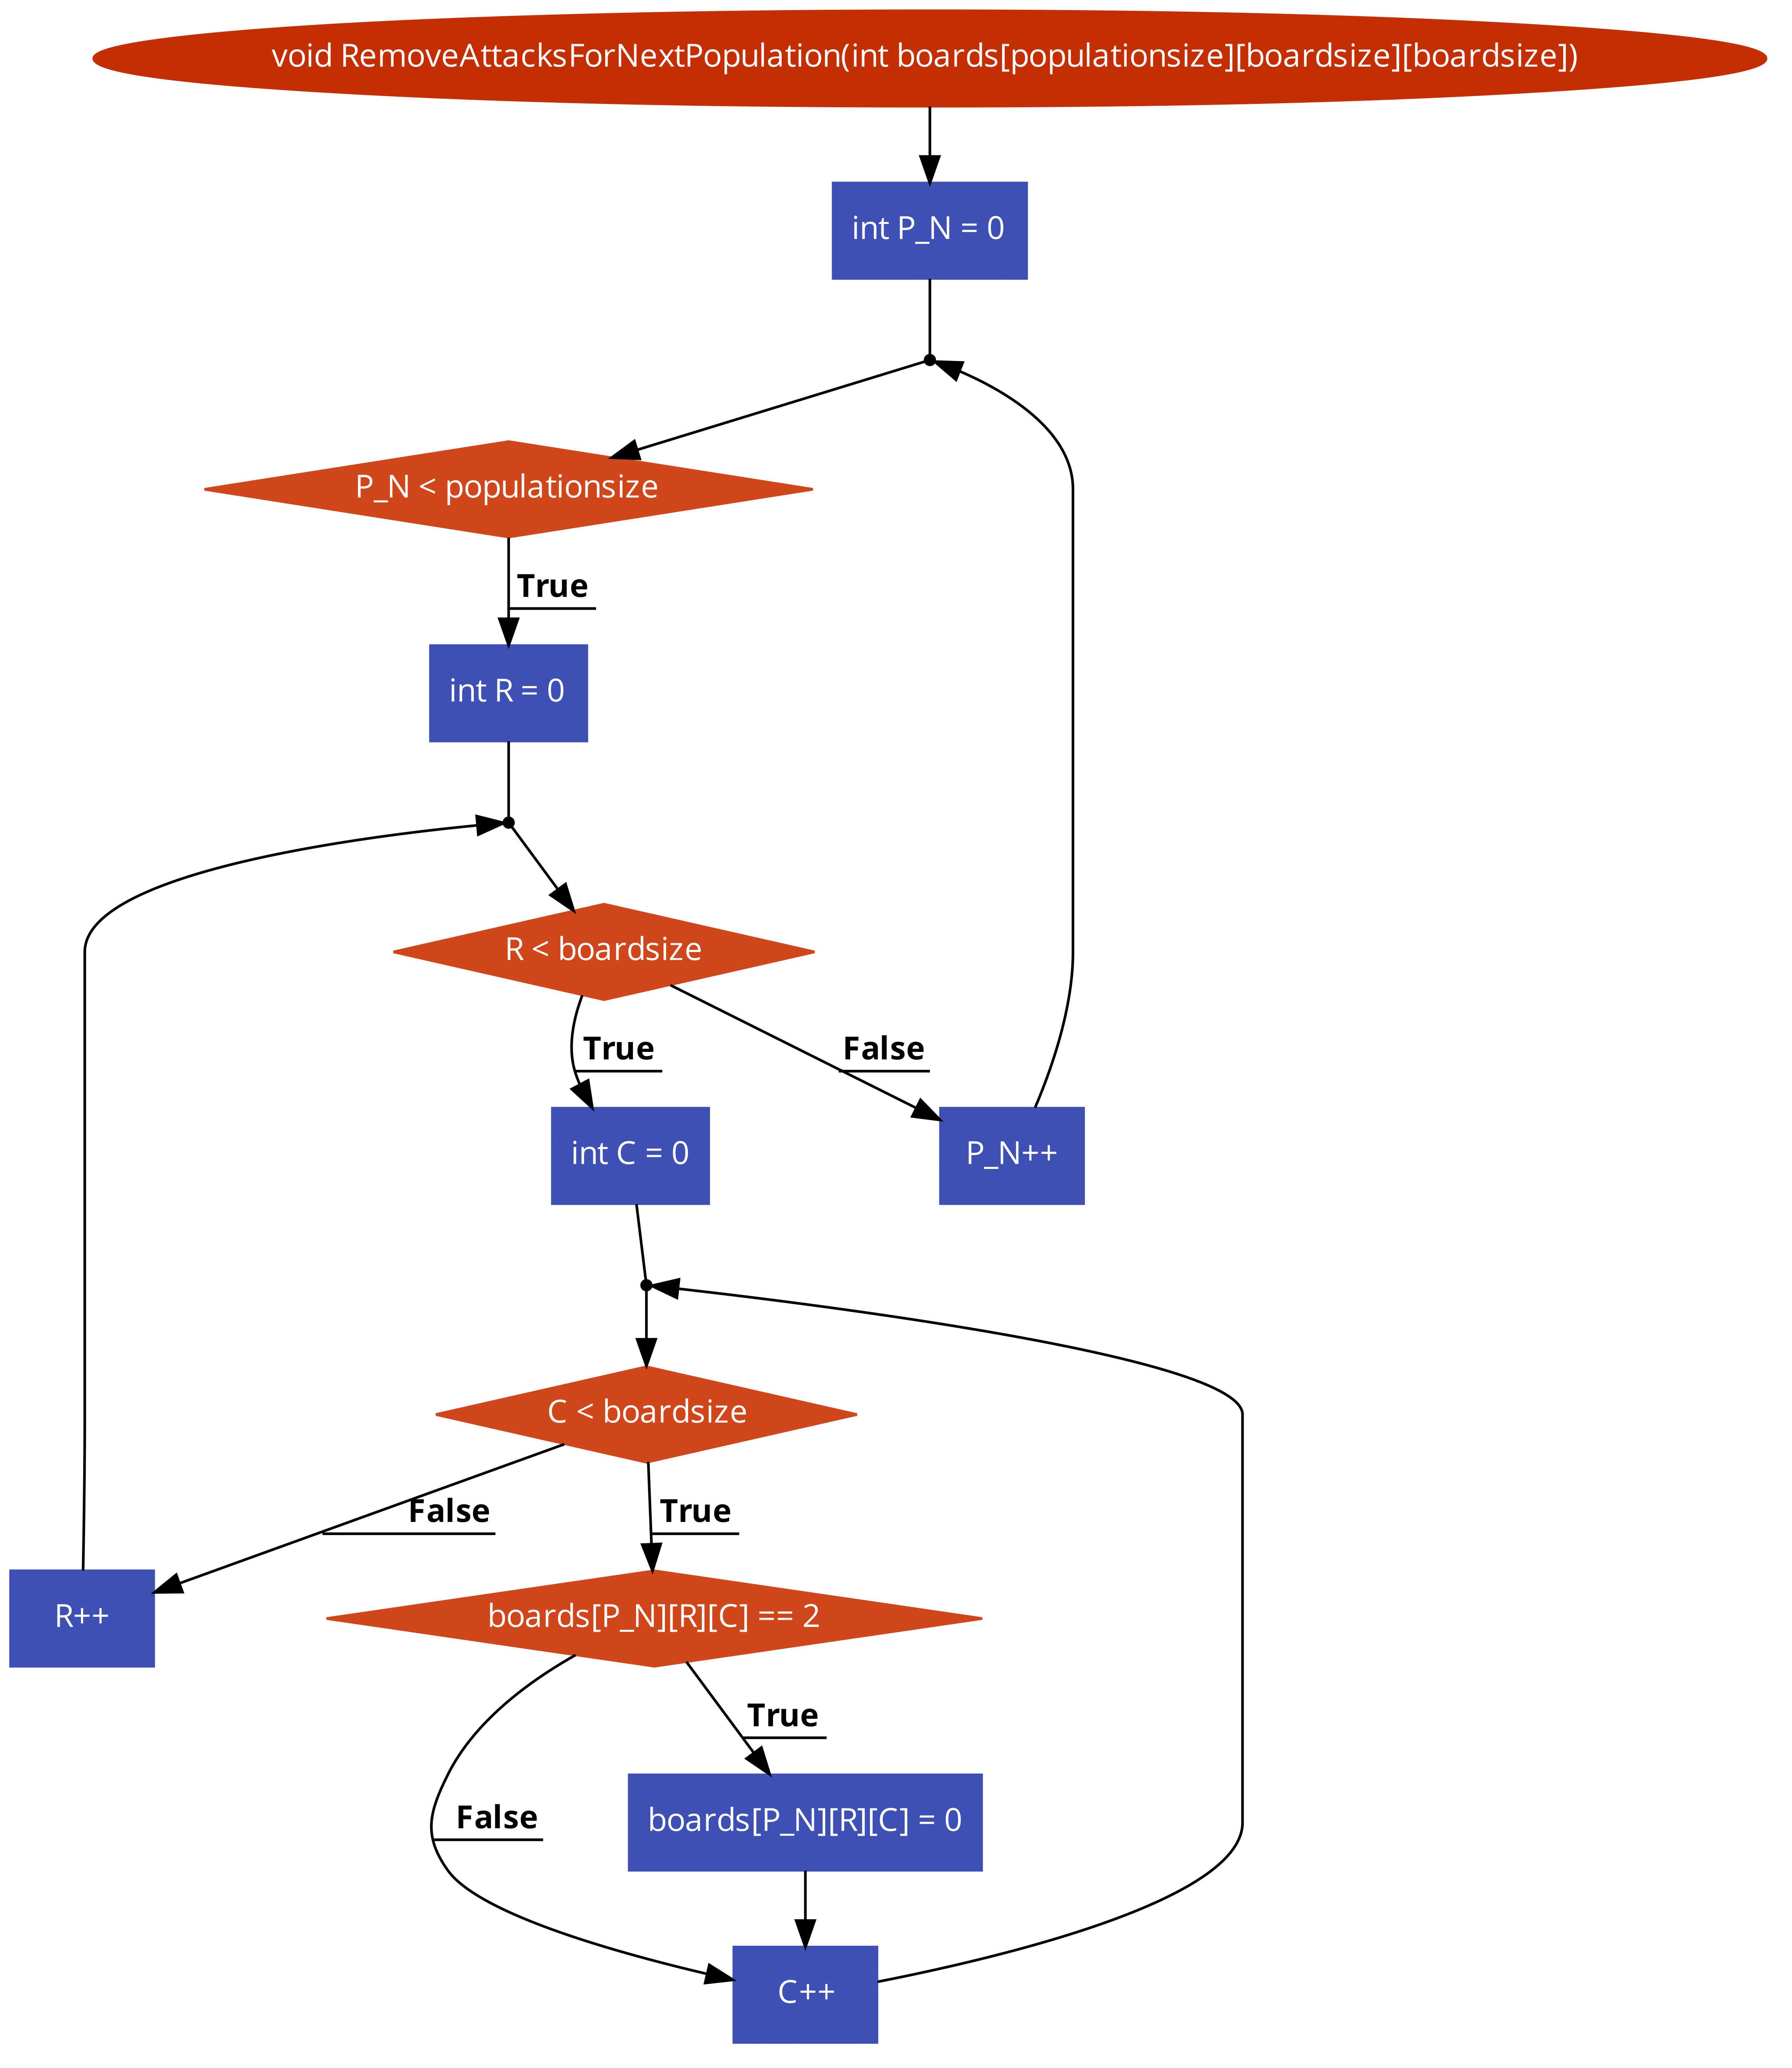 void RemoveAttacksForNextPopulation(int boards[populationsize][boardsize][boardsize])
int P_N = 0
P_N < populationsize
True
int R = 0
R < boardsize
True
False
int C = 0
P_N++
C < boardsize
False
True
R++
boards[P_N][R][C] == 2
True
False
boards[P_N][R][C] = 0
C++